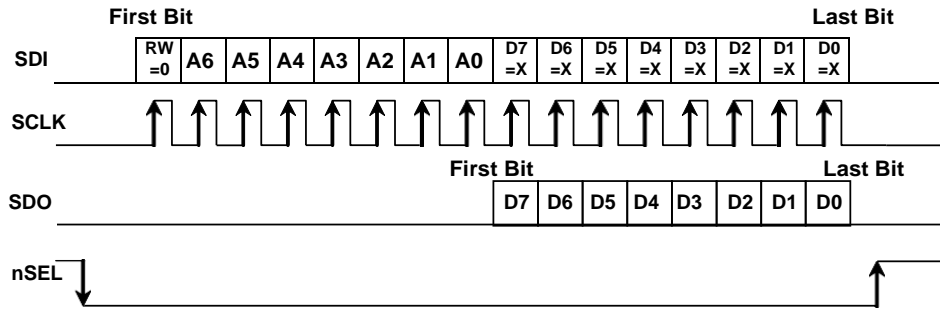 First Bit Last Bit
SDI RW =0 A6 A5 A4 A3 A2 A1 A0 D7 =X D6 =X D5 =X D4 =X D3 =X D2 =X D1 =X D0 =X
SCLK
First Bit Last Bit
SDO D7 D6 D5 D4 D3 D2 D1 D0
nSEL